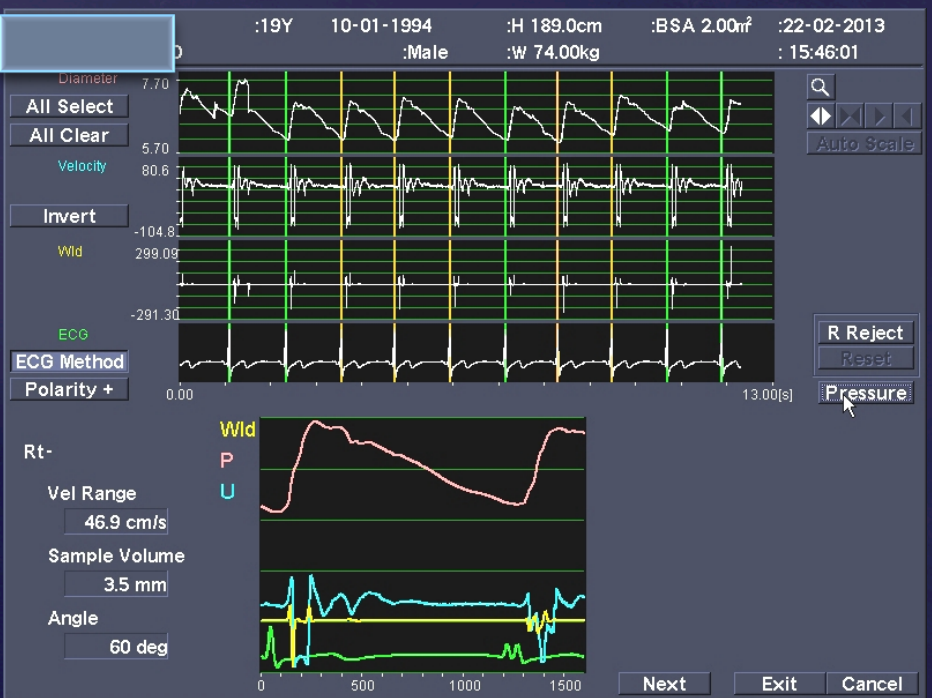 :19Y 10-01-1994 :H 189.0cm :BSA 2.00m² :22-02-2013
:Male :W 74.00kg : 15:46:01
Diameter 7.70
All Select
All Clear
Auto Scale
5.70
Velocity 80.6
Invert
-104.8
WId 299.09
-291.30
ECG
R Reject
ECG Method
Reset
Polarity +
0.00 13.00[s]
Pressure
WId
Rt-
P
Vel Range
U
46.9 cm/s
Sample Volume
3.5 mm
Angle
60 deg
0 500 1000 1500
Next Exit Cancel